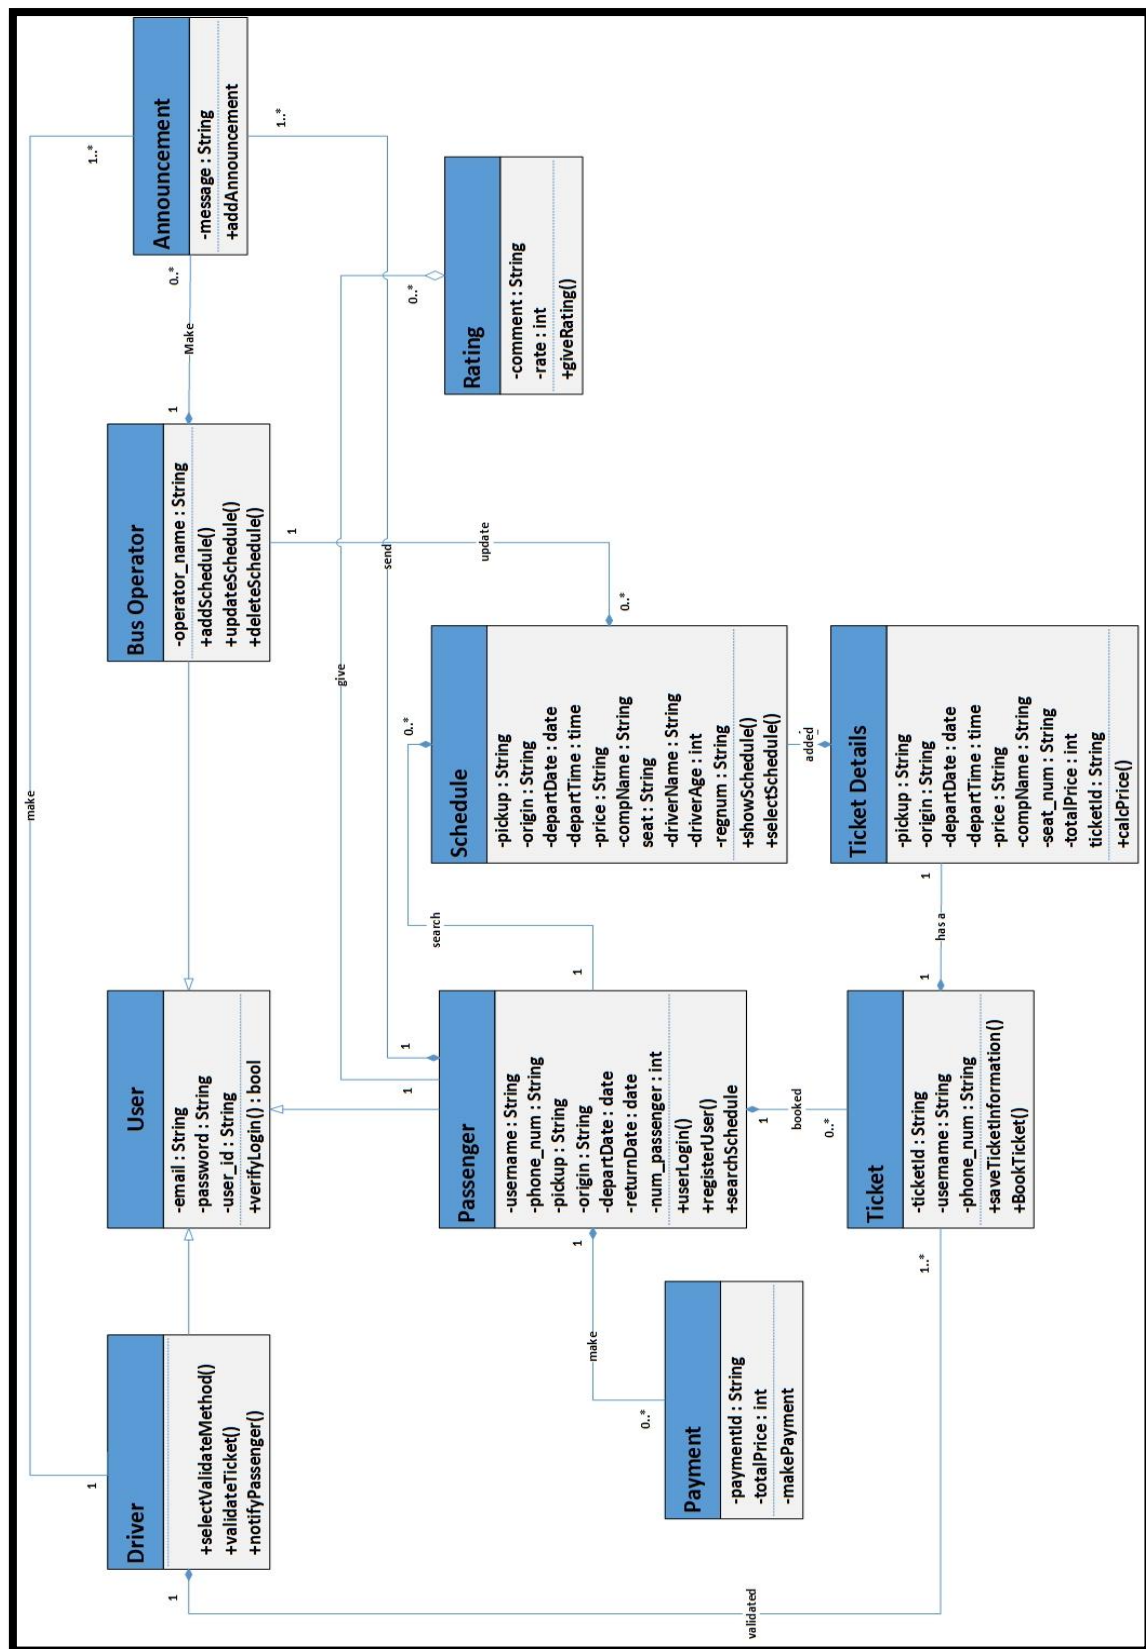 make
1
1..*
Driver
+selectValidateMethod()
+validateTicket()
+notifyPassenger()
1
User
-email : String
-password : String
-user_id : String
+verifyLogin() : bool
Bus Operator
-operator_name : String
+addSchedule()
+updateSchedule()
+deleteSchedule()
1
Make
0..*
Announcement
-message : String
+addAnnouncement
1..*
1
update
0..*
give
send
1
1
0..*
Rating
-comment : String
-rate : int
+giveRating()
search
1
0..*
Passenger
-username : String
-phone_num : String
-pickup : String
-origin : String
-departDate : date
-returnDate : date
-num_passenger : int
+userLogin()
+registerUser()
+searchSchedule
Schedule
-pickup : String
-origin : String
-departDate : date
-departTime : time
-price : String
-compName : String
seat : String
-driverName : String
-driverAge : int
-regnum : String
+showSchedule()
+selectSchedule()
1
make
0..*
Payment
-paymentId : String
-totalPrice : int
-makePayment
1
booked
0..*
added
Ticket
-ticketId : String
-username : String
-phone_num : String
+saveTicketInformation()
+BookTicket()
1
has a
1
Ticket Details
-pickup : String
-origin : String
-departDate : date
-departTime : time
-price : String
-compName : String
-seat_num : String
-totalPrice : int
ticketId : String
+calcPrice()
1..*
validated